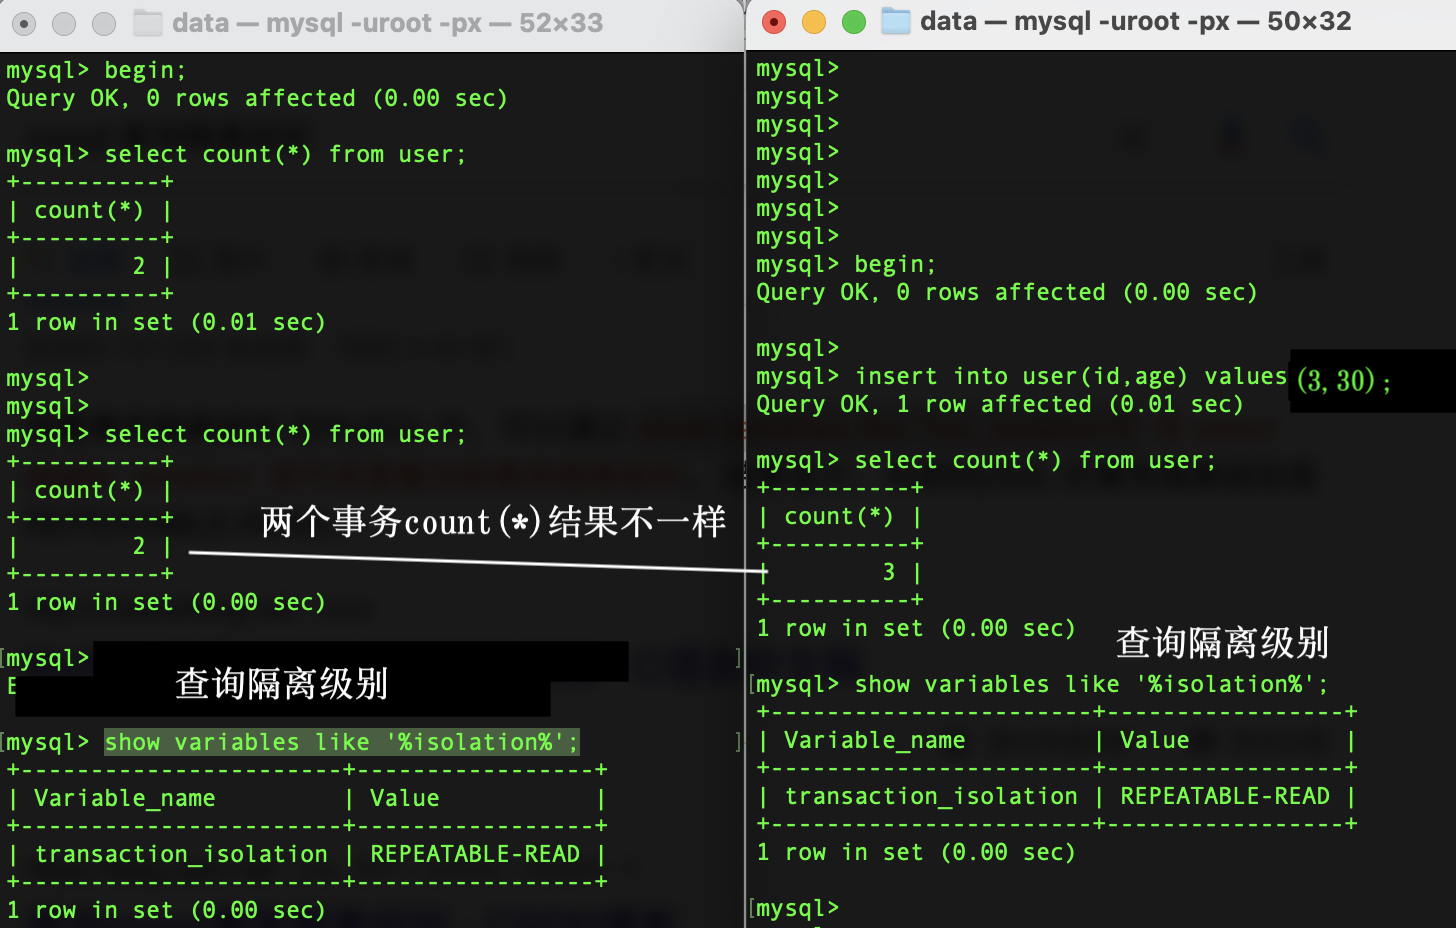 data — mysql -uroot -px — 52×33
mysql> begin;
Query OK, 0 rows affected (0.00 sec)
mysql> select count(*) from user;
+----------+
| count(*) |
+----------+
|        2 |
+----------+
1 row in set (0.01 sec)
mysql>
mysql>
mysql> select count(*) from user;
+----------+
| count(*) |
+----------+
|        2 |
+----------+
1 row in set (0.00 sec)
两个事务count(*)结果不一样
mysql>
查询隔离级别
mysql> show variables like '%isolation%';
+-----------------------+-----------------+
| Variable_name         | Value           |
+-----------------------+-----------------+
| transaction_isolation | REPEATABLE-READ |
+-----------------------+-----------------+
1 row in set (0.00 sec)
data — mysql -uroot -px — 50×32
mysql>
mysql>
mysql>
mysql>
mysql>
mysql>
mysql>
mysql> begin;
Query OK, 0 rows affected (0.00 sec)
mysql>
mysql> insert into user(id,age) values(3,30);
Query OK, 1 row affected (0.01 sec)
mysql> select count(*) from user;
+----------+
| count(*) |
+----------+
|        3 |
+----------+
1 row in set (0.00 sec)
查询隔离级别
mysql> show variables like '%isolation%';
+-----------------------+-----------------+
| Variable_name         | Value           |
+-----------------------+-----------------+
| transaction_isolation | REPEATABLE-READ |
+-----------------------+-----------------+
1 row in set (0.00 sec)
mysql>